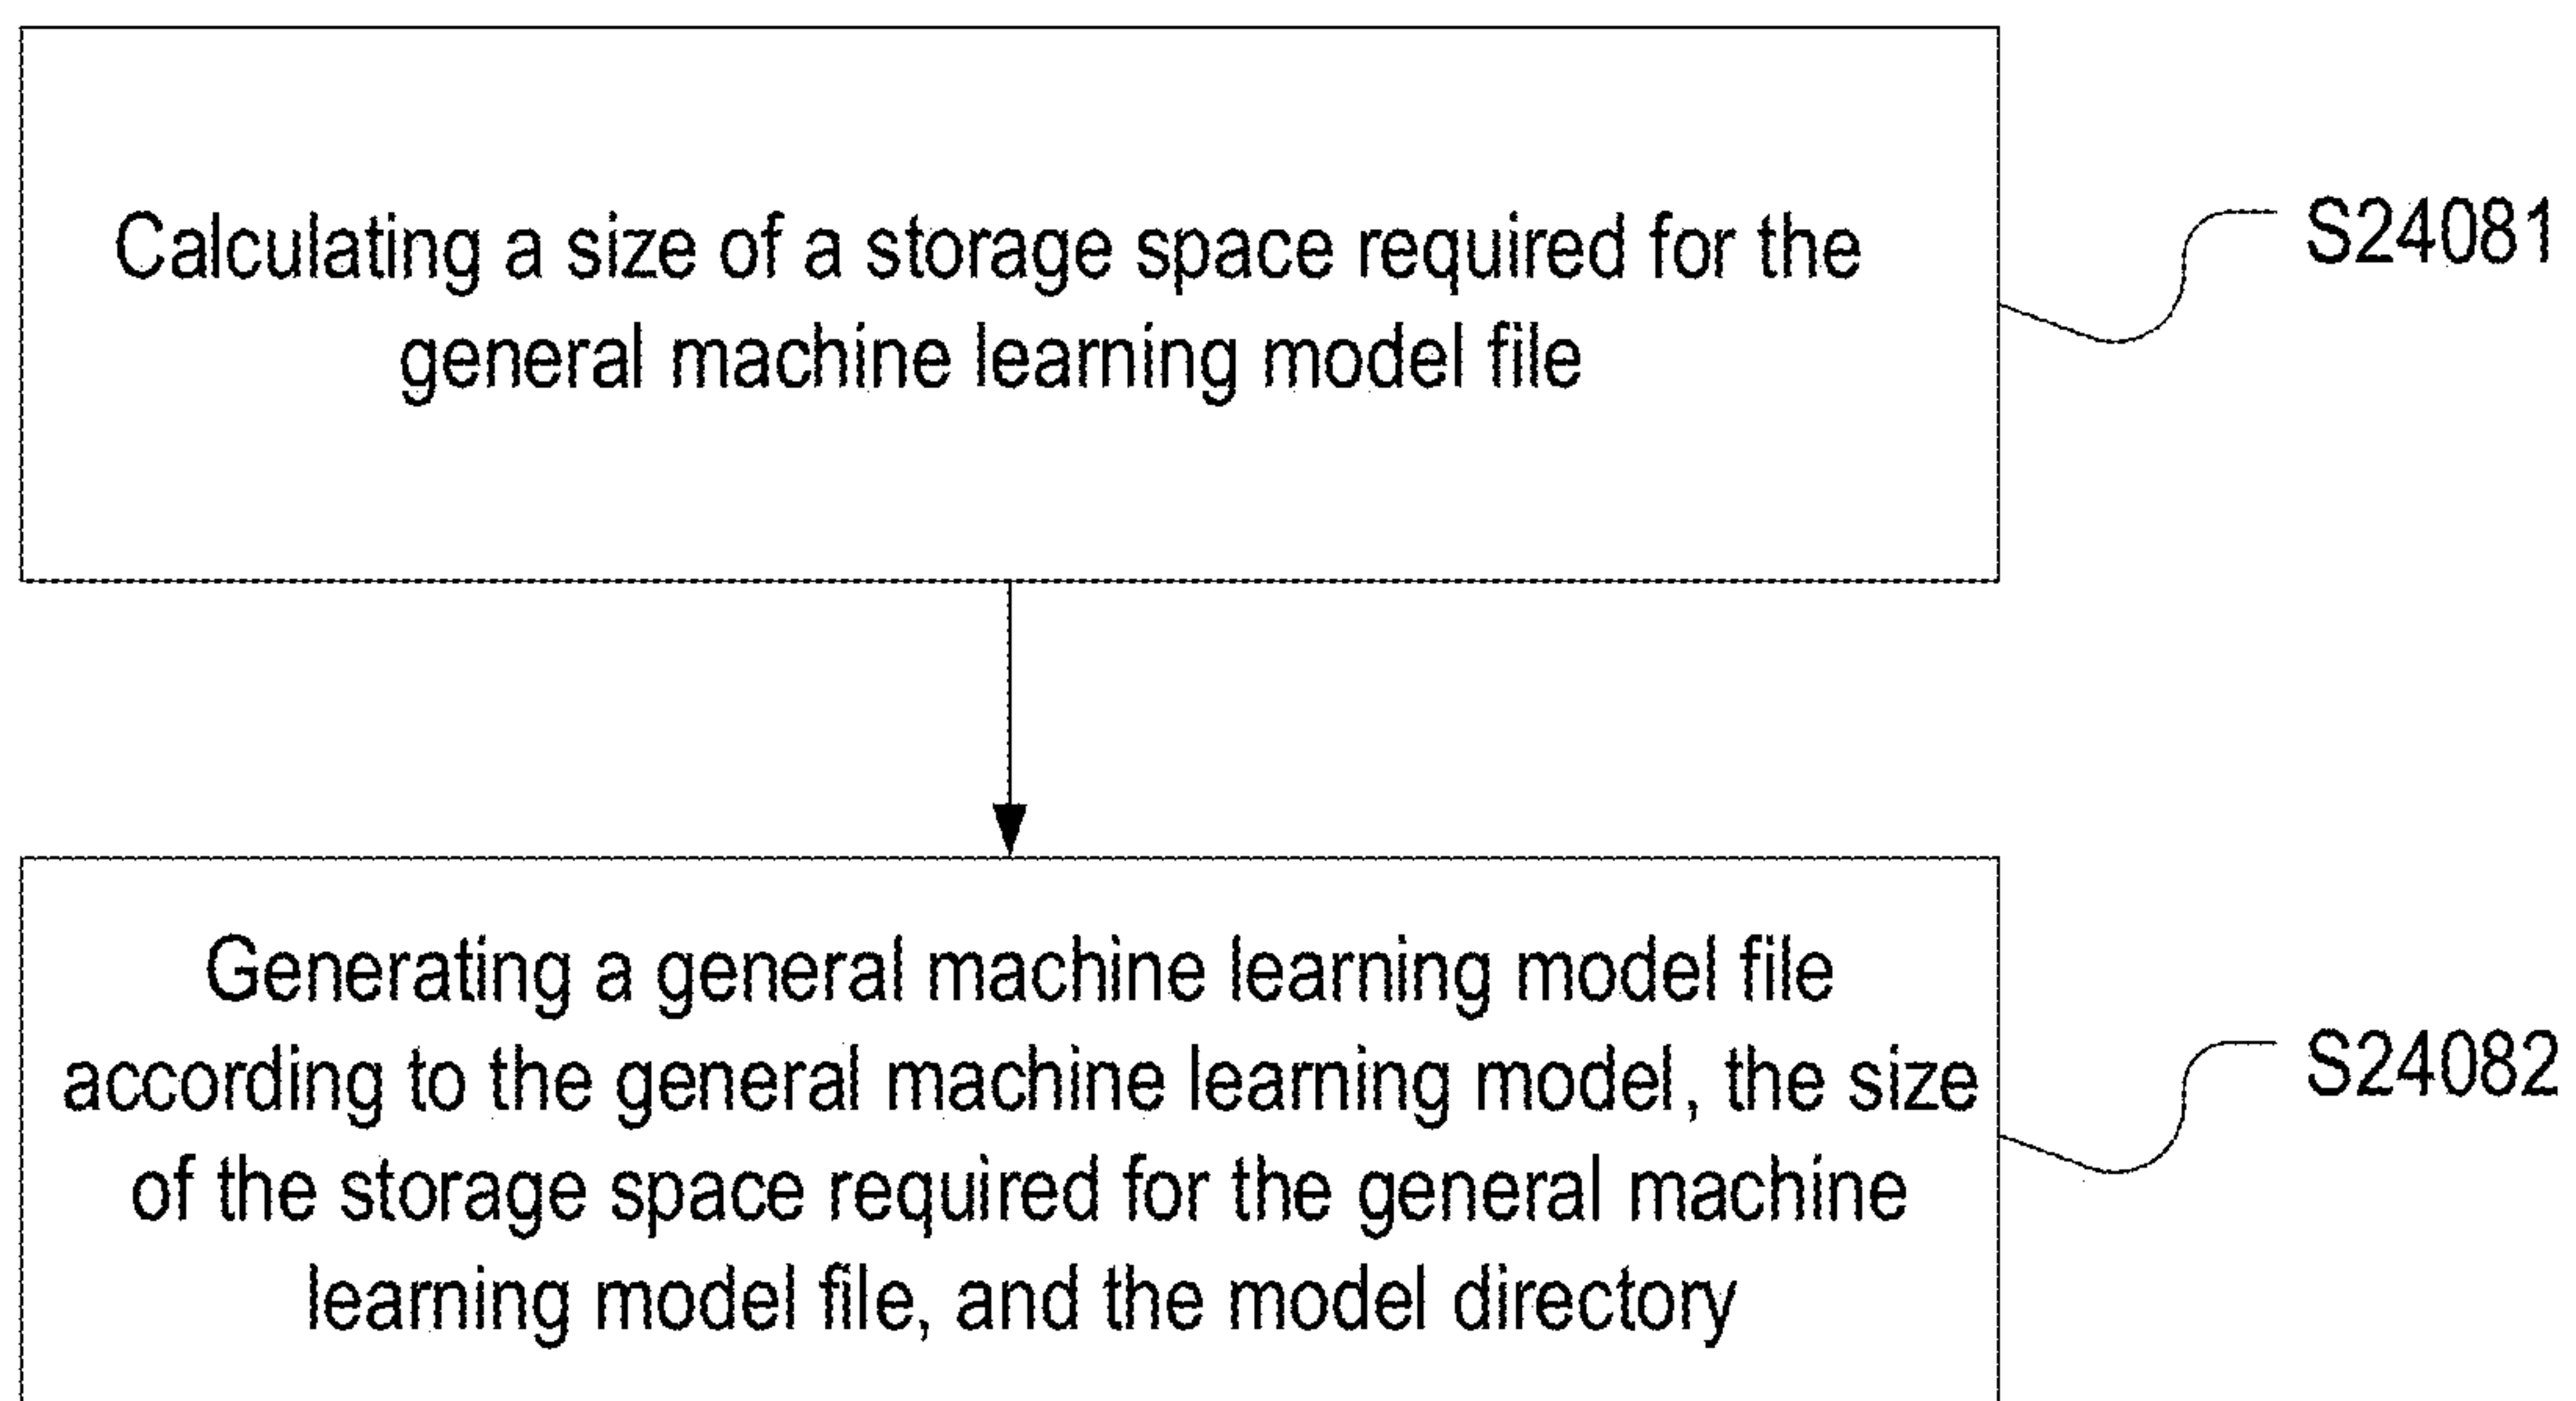 Calculating a size of a storage space required for the
general machine learning model file
S24081
Generating a general machine learning model file
according to the general machine learning model, the size
of the storage space required for the general machine
learning model file, and the model directory
S24082